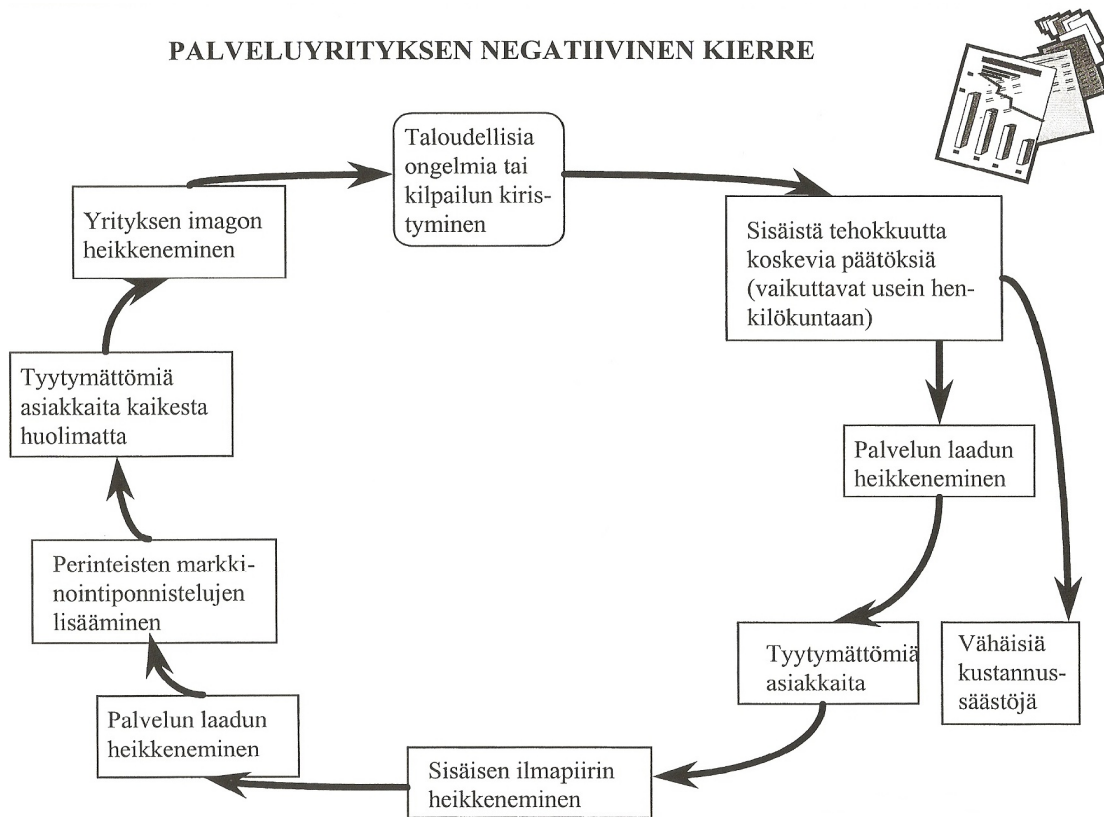 PALVELUYRITYKSEN NEGATIIVINEN KIERRE
Taloudellisia
ongelmia tai
kilpailun kiris-
tyminen
Sisäistä tehokkuutta
koskevia päätöksiä
(vaikuttavat usein hen-
kilökuntaan)
Palvelun laadun
heikkeneminen
Vähäisiä
kustannus-
säästöjä
Tyytymättömiä
asiakkaita
Sisäisen ilmapiirin
heikkeneminen
Palvelun laadun
heikkeneminen
Perinteisten markki-
nointiponnistelujen
lisääminen
Tyytymättömiä
asiakkaita kaikesta
huolimatta
Yrityksen imagon
heikkeneminen